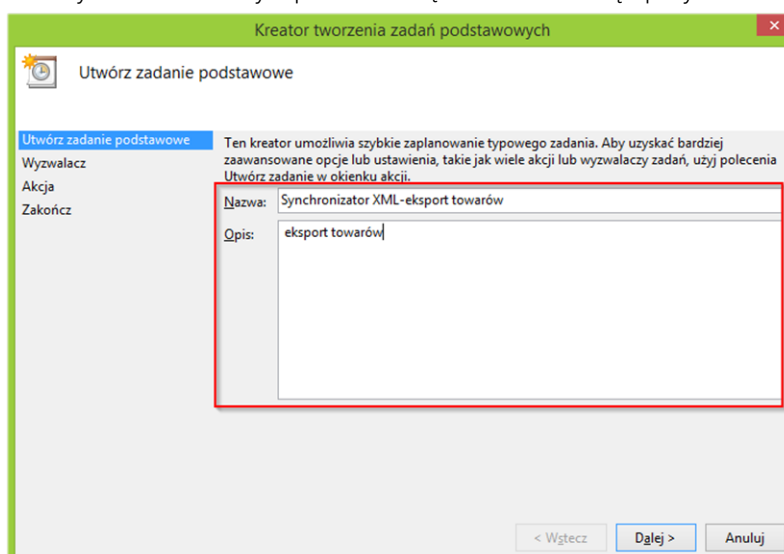 Kreator tworzenia zadań podstawowych
Utwórz zadanie podstawowe
Utwórz zadanie podstawowe
Wyzwalacz
Akcja
Zakończ
Ten kreator umożliwia szybkie zaplanowanie typowego zadania. Aby uzyskać bardziej
zaawansowane opcje lub ustawienia, takie jak wiele akcji lub wyzwalaczy zadań, użyj polecenia
Utwórz zadanie w okienku akcji.
Nazwa: Synchronizator XML-eksport towarów
Opis: eksport towarów
< Wstecz Dalej > Anuluj